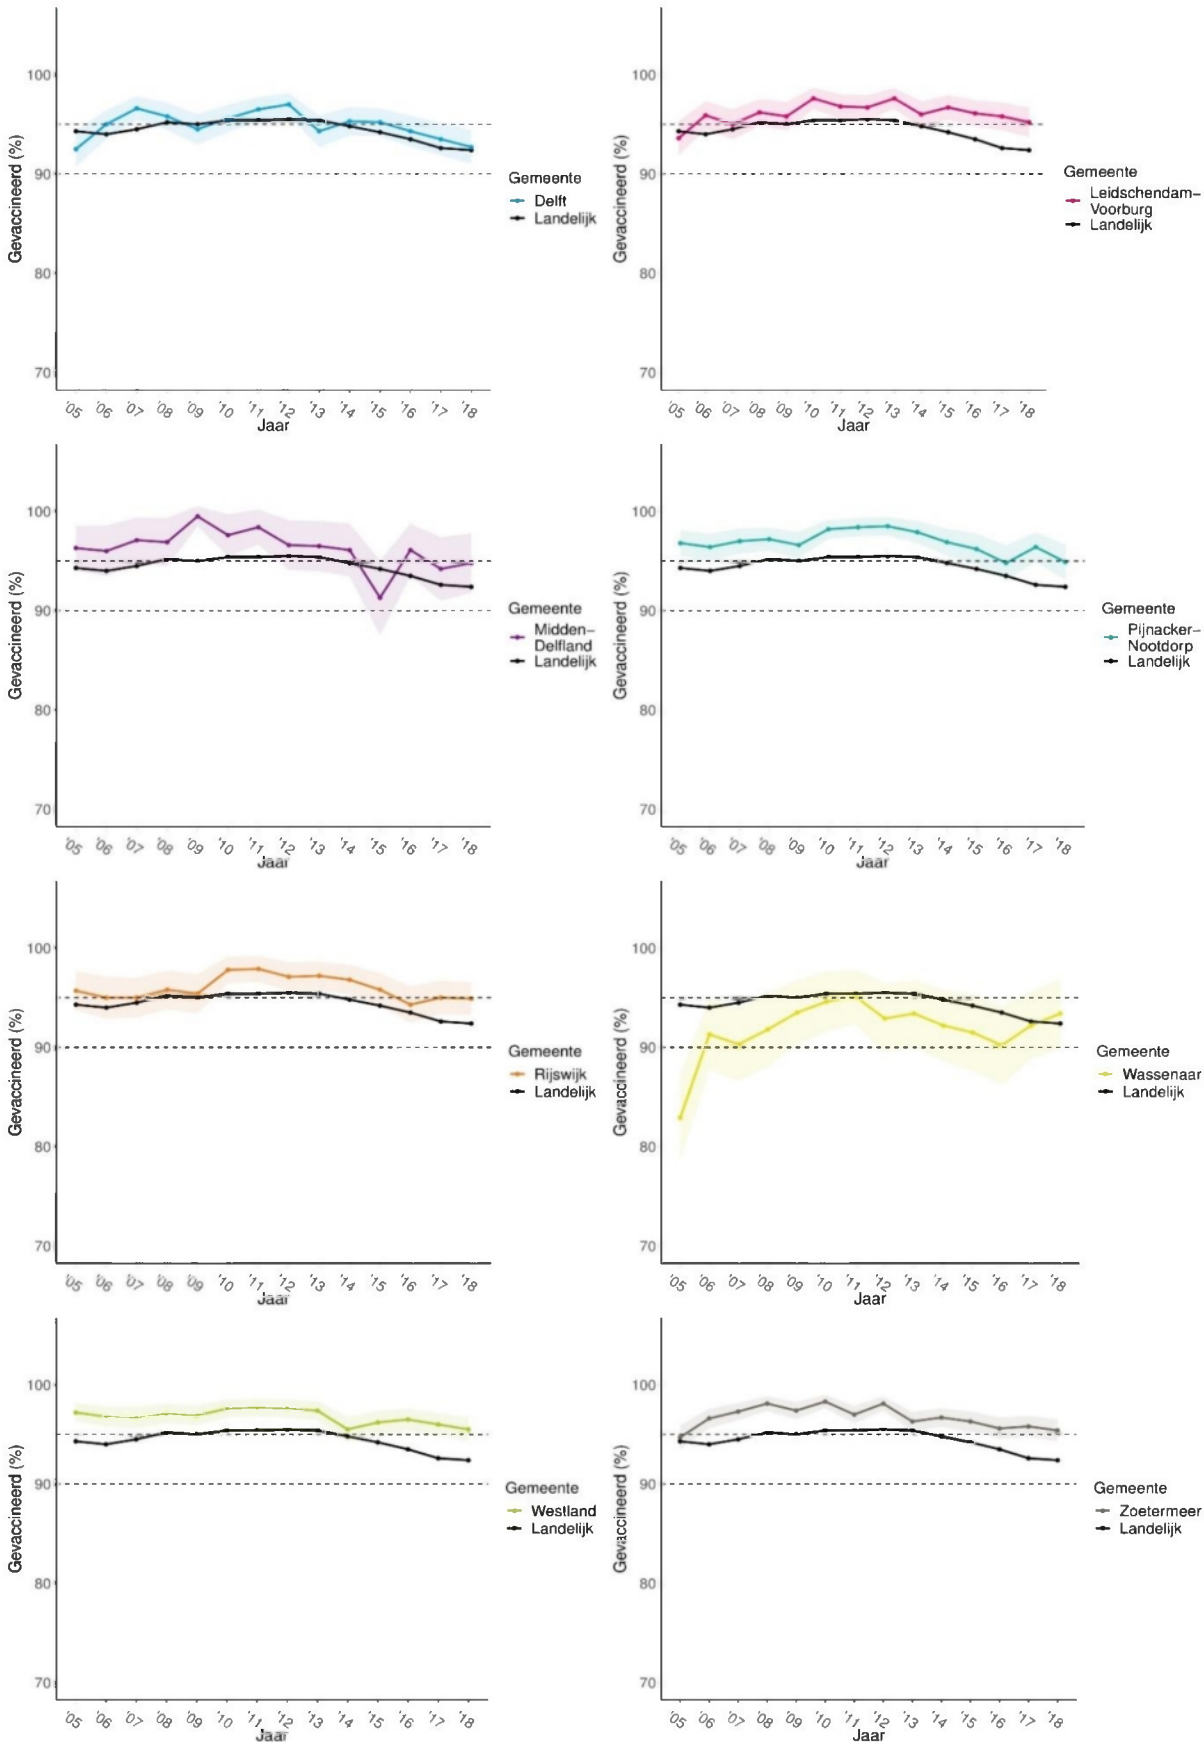 100
90
80
70
Gevaccineerd (%)
'05 '06 '07 '08 '09 '10 '11 '12 '13 '14 '15 '16 '17 '18
Jaar
Gemeente
Delft
Landelijk
100
90
80
70
Gevaccineerd (%)
'05 '06 '07 '08 '09 '10 '11 '12 '13 '14 '15 '16 '17 '18
Jaar
Gemeente
Leidschendam-
Voorburg
Landelijk
100
90
80
70
Gevaccineerd (%)
'05 '06 '07 '08 '09 '10 '11 '12 '13 '14 '15 '16 '17 '18
Jaar
Gemeente
Midden-
Delfland
Landelijk
100
90
80
70
Gevaccineerd (%)
'05 '06 '07 '08 '09 '10 '11 '12 '13 '14 '15 '16 '17 '18
Jaar
Gemeente
Pijnacker-
Nootdorp
Landelijk
100
90
80
70
Gevaccineerd (%)
'05 '06 '07 '08 '09 '10 '11 '12 '13 '14 '15 '16 '17 '18
Jaar
Gemeente
Rijswijk
Landelijk
100
90
80
70
Gevaccineerd (%)
'05 '06 '07 '08 '09 '10 '11 '12 '13 '14 '15 '16 '17 '18
Jaar
Gemeente
Wassenaar
Landelijk
100
90
80
70
Gevaccineerd (%)
'05 '06 '07 '08 '09 '10 '11 '12 '13 '14 '15 '16 '17 '18
Jaar
Gemeente
Westland
Landelijk
100
90
80
70
Gevaccineerd (%)
'05 '06 '07 '08 '09 '10 '11 '12 '13 '14 '15 '16 '17 '18
Jaar
Gemeente
Zoetermeer
Landelijk